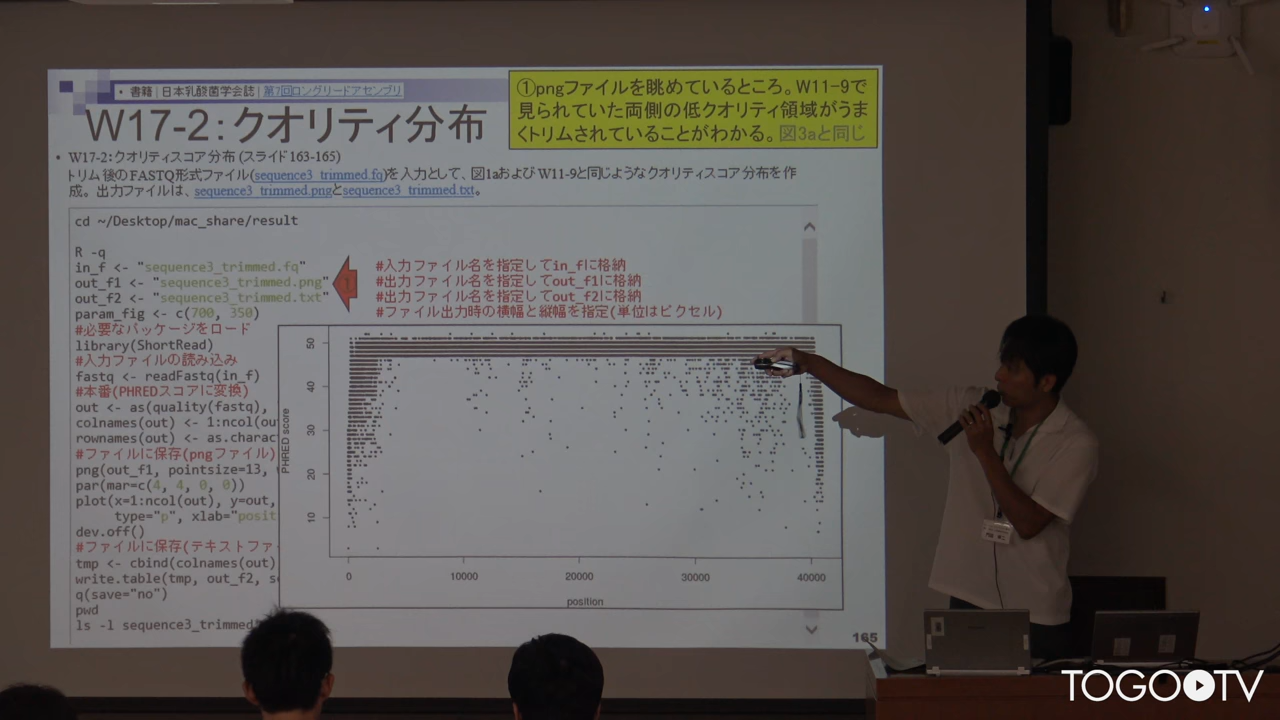 • 書籍 | 日本乳酸菌学会誌 | 第7回ロングリードアセンブリ
W17-2：クオリティ分布
①pngファイルを眺めているところ。W11-9で
見られていた両側の低クオリティ領域がうま
くトリムされていることがわかる。図3aと同じ
• W17-2：クオリティスコア分布 (スライド163-165)
トリム後のFASTQ形式ファイル(sequence3_trimmed.fq)を入力として、図1aおよびW11-9と同じようなクオリティスコア分布を作
成。出力ファイルは、sequence3_trimmed.pngとsequence3_trimmed.txt。
cd ~/Desktop/mac_share/result
R -q
in_f <- "sequence3_trimmed.fq" #入力ファイル名を指定してin_fに格納
out_f1 <- "sequence3_trimmed.png" #出力ファイル名を指定してout_f1に格納
out_f2 <- "sequence3_trimmed.txt" #出力ファイル名を指定してout_f2に格納
param_fig <- c(700, 350) #ファイル出力時の横幅と縦幅を指定(単位はピクセル)
#必要なパッケージをロード
library(ShortRead)
#入力ファイルの読み込み
fastq <- readFastq(in_f)
#本番(PHREDスコアに変換)
out <- as(quality(fastq),
colnames(out) <- 1:ncol(ou
rownames(out) <- as.charac
#ファイルに保存(pngファイル)
png(out_f1, pointsize=13,
par(mar=c(4, 4, 0, 0))
plot(x=1:ncol(out), y=out,
type="p", xlab="posit
dev.off()
#ファイルに保存(テキストファ
tmp <- cbind(colnames(out)
write.table(tmp, out_f2, s
q(save="no")
pwd
ls -l sequence3_trimmed
PHRED score
50
40
30
20
10
0 10000 20000 30000 40000
position
165
TOGOTV